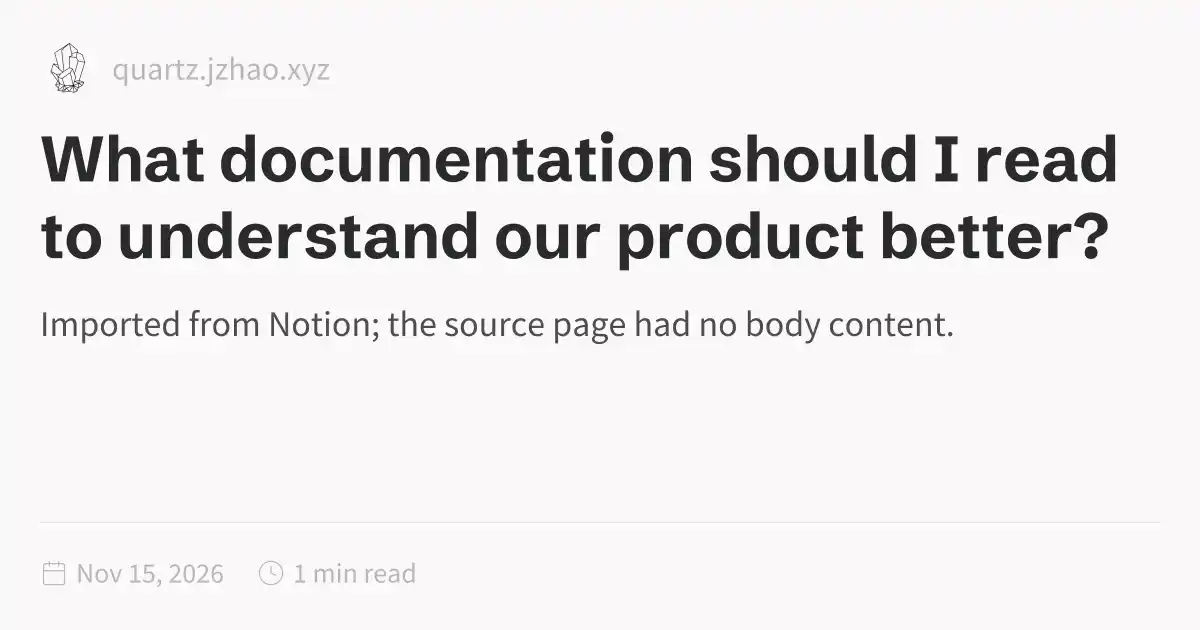 quartz.jzhao.xyz
What documentation should I read
to understand our product better?
Imported from Notion; the source page had no body content.
Nov 15, 2026 1 min read